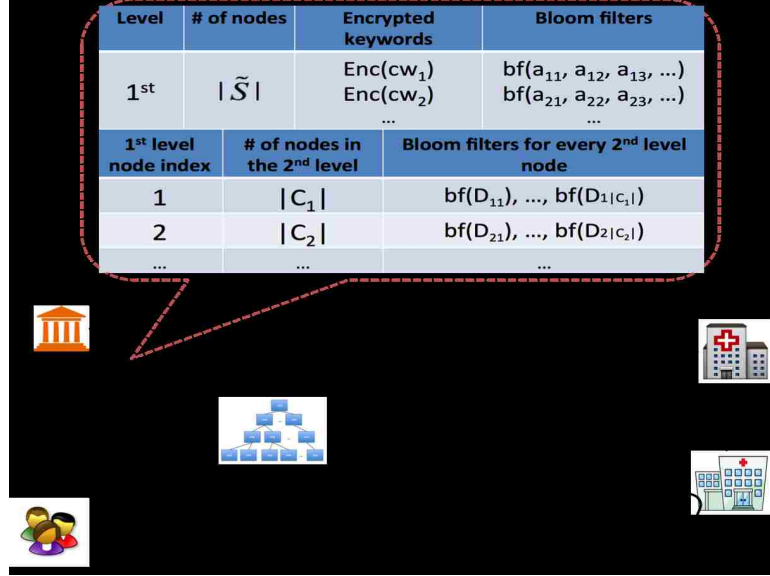 Level # of nodes Encrypted keywords Bloom filters
1st |S̃| Enc(cw1) bf(a11, a12, a13, ...)
Enc(cw2) bf(a21, a22, a23, ...)
... ...
1st level node index # of nodes in the 2nd level Bloom filters for every 2nd level node
1 |C1| bf(D11), ..., bf(D1|c1|)
2 |C2| bf(D21), ..., bf(D2|c2|)
... ... ...